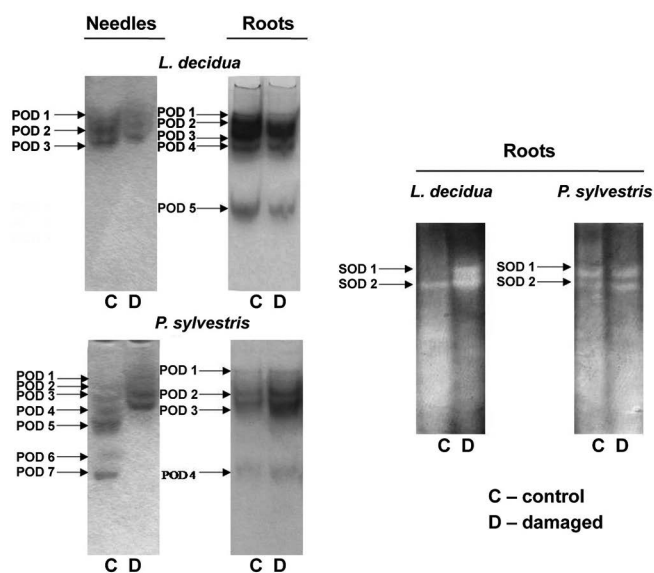 Needles Roots
L. decidua
POD 1
POD 2
POD 3
POD 1
POD 2
POD 3
POD 4
POD 5
C D C D
P. sylvestris
POD 1
POD 2
POD 3
POD 4
POD 5
POD 6
POD 7
POD 1
POD 2
POD 3
POD 4
C D C D
Roots
L. decidua P. sylvestris
SOD 1
SOD 2
SOD 1
SOD 2
C D C D
C – control
D – damaged